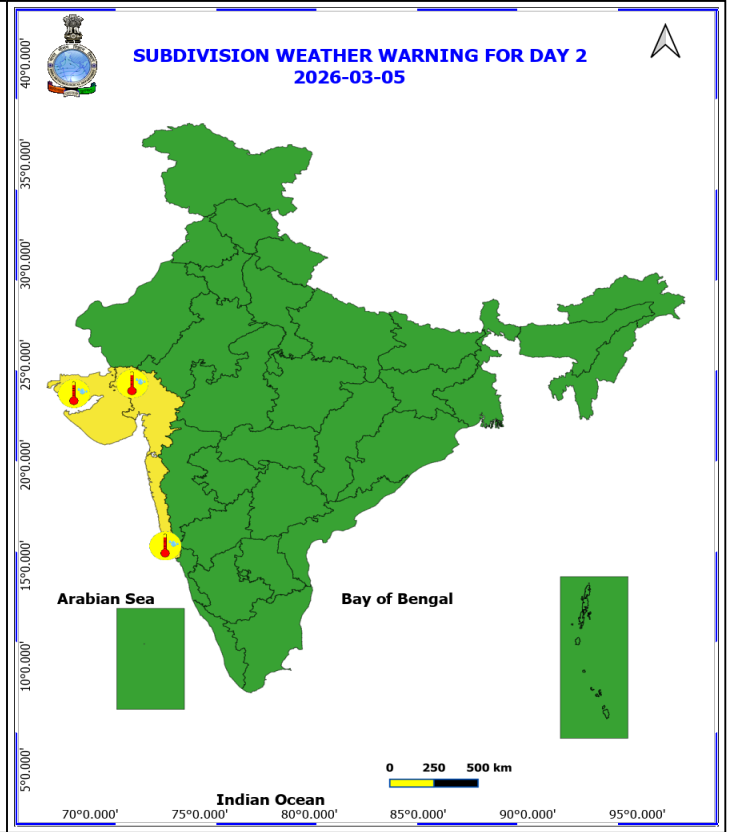 SUBDIVISION WEATHER WARNING FOR DAY 2
2026-03-05
40°0.000'
35°0.000'
30°0.000'
25°0.000'
20°0.000'
15°0.000'
10°0.000'
5°0.000'
Arabian Sea
Bay of Bengal
0 250 500 km
Indian Ocean
70°0.000' 75°0.000' 80°0.000' 85°0.000' 90°0.000' 95°0.000'